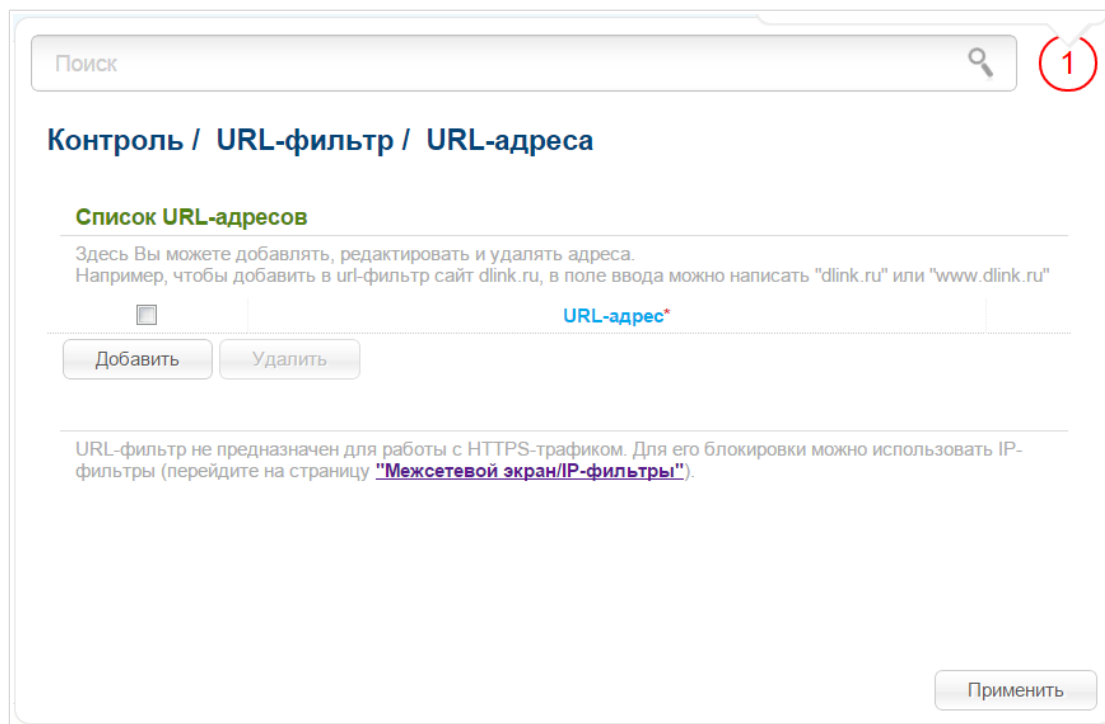 Поиск
1
Контроль / URL-фильтр / URL-адреса
Список URL-адресов
Здесь Вы можете добавлять, редактировать и удалять адреса.
Например, чтобы добавить в url-фильтр сайт dlink.ru, в поле ввода можно написать "dlink.ru" или "www.dlink.ru"
URL-адрес*
Добавить Удалить
URL-фильтр не предназначен для работы с HTTPS-трафиком. Для его блокировки можно использовать IP-
фильтры (перейдите на страницу "Межсетевой экран/IP-фильтры").
Применить